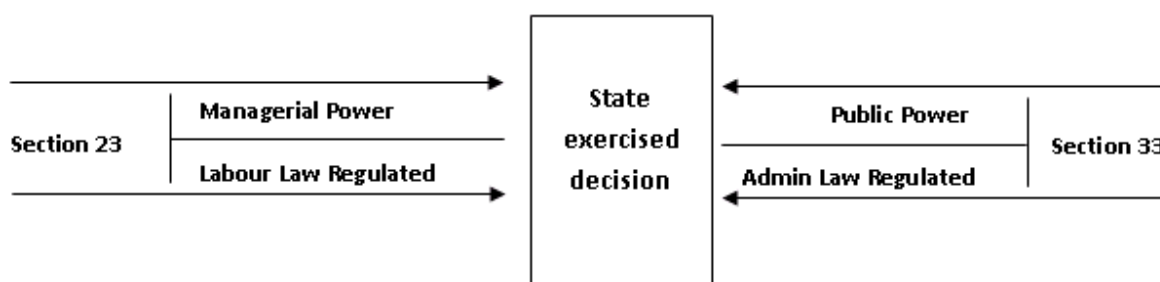 Managerial Power
Section 23
Labour Law Regulated
State
exercised
decision
Public Power
Section 33
Admin Law Regulated